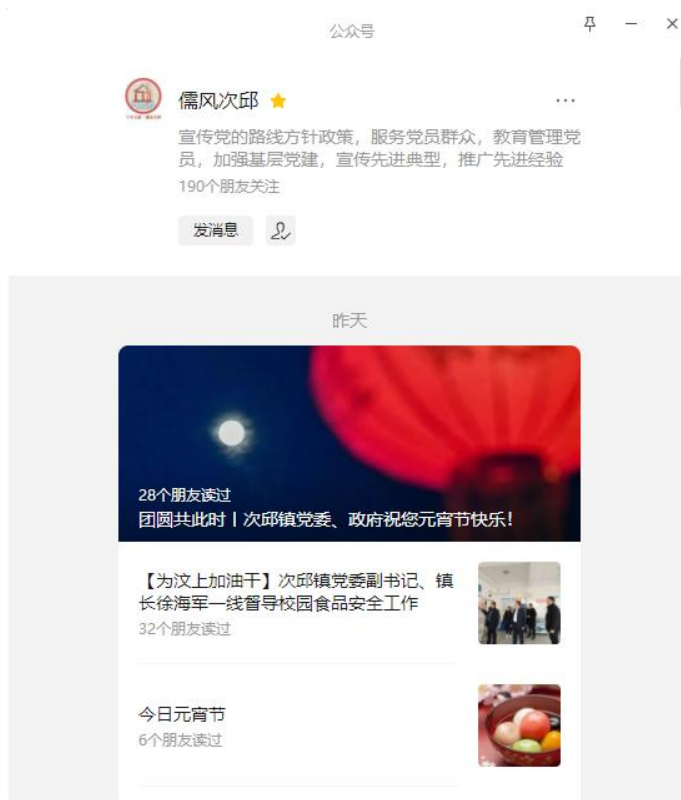 公众号
儒风次邱
宣传党的路线方针政策，服务党员群众，教育管理党
员，加强基层党建，宣传先进典型，推广先进经验
190个朋友关注
发消息
昨天
28个朋友读过
团圆共此时丨次邱镇党委、政府祝您元宵节快乐！
【为汶上加油干】次邱镇党委副书记、镇
长徐海军一线督导校园食品安全工作
32个朋友读过
今日元宵节
6个朋友读过